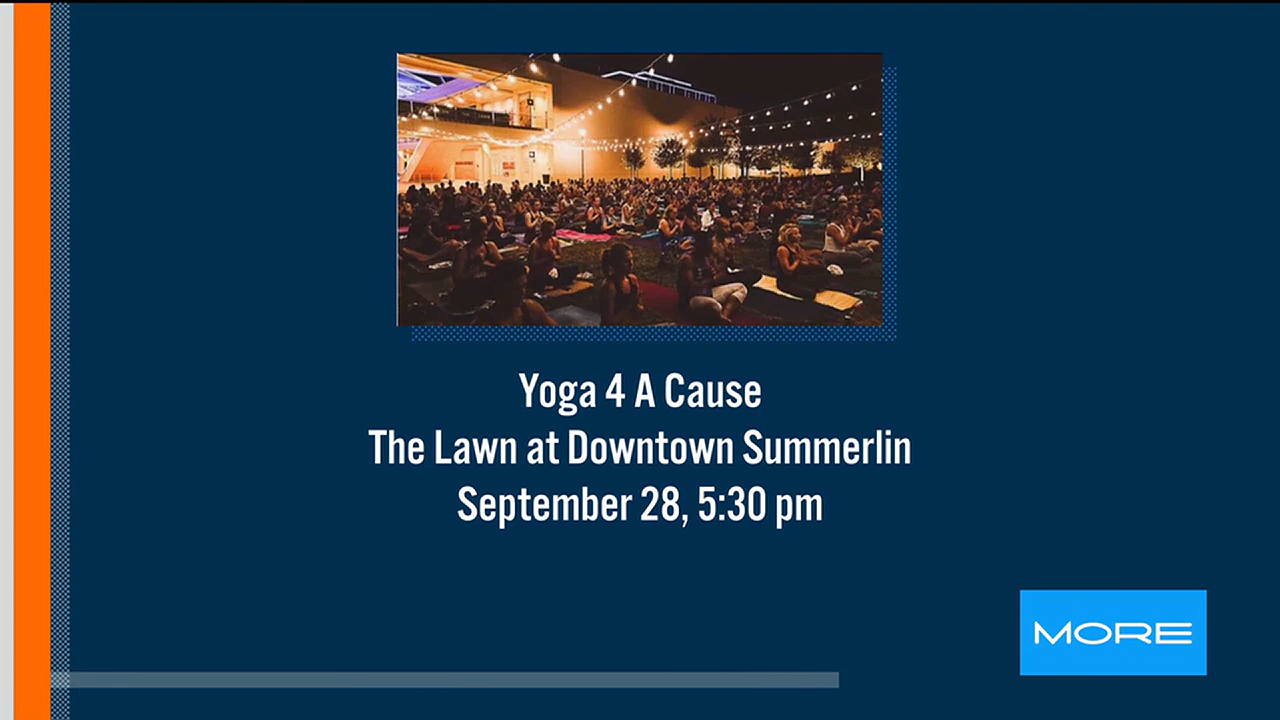 Yoga 4 A Cause
The Lawn at Downtown Summerlin
September 28, 5:30 pm
MORE